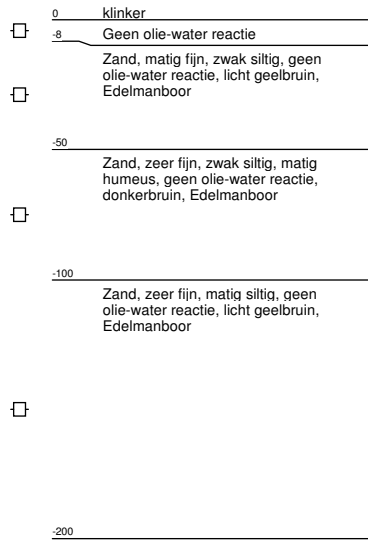 0 klinker
-8 Geen olie-water reactie
Zand, matig fijn, zwak siltig, geen
olie-water reactie, licht geelbruin,
Edelmanboor
-50
Zand, zeer fijn, zwak siltig, matig
humeus, geen olie-water reactie,
donkerbruin, Edelmanboor
-100
Zand, zeer fijn, matig siltig, geen
olie-water reactie, licht geelbruin,
Edelmanboor
-200